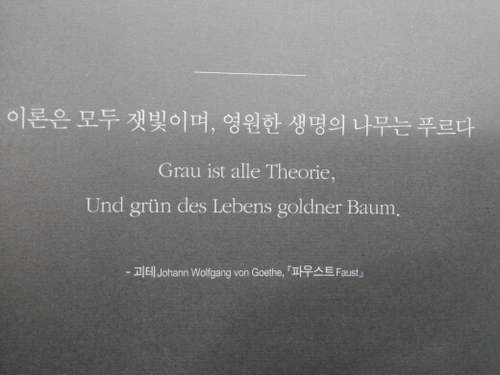 이론은 모두 잿빛이며, 영원한 생명의 나무는 푸르다
Grau ist alle Theorie,
Und grün des Lebens goldner Baum.
- 괴테 Johann Wolfgang von Goethe, 『파우스트 Faust』